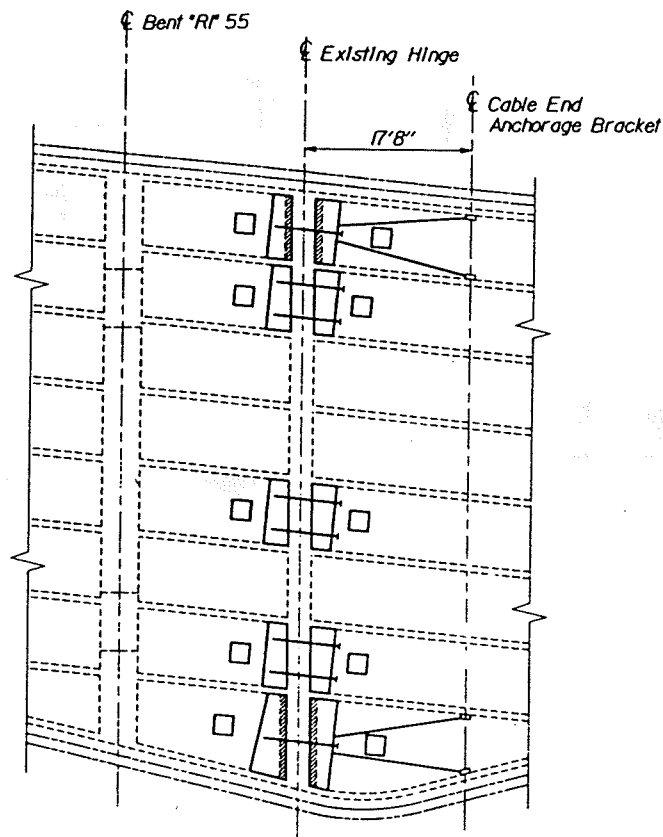 ℄ Bent "R1" 55
℄ Existing Hinge
℄ Cable End
Anchorage Bracket
17'8"